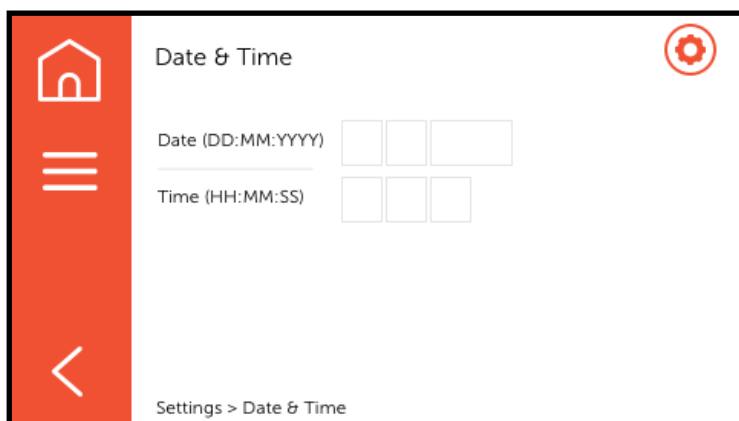 Date & Time
Date (DD:MM:YYYY)
Time (HH:MM:SS)
Settings > Date & Time